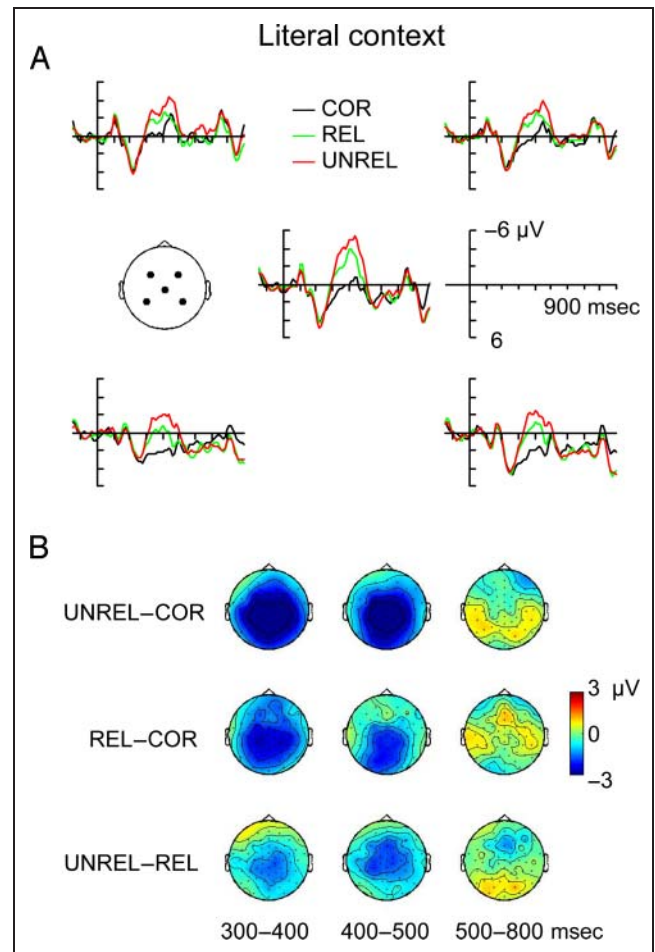 Literal context
A
COR
REL
UNREL
−6 µV
900 msec
6
B
UNREL–COR
3 µV
REL–COR
0
−3
UNREL–REL
300–400 400–500 500–800 msec